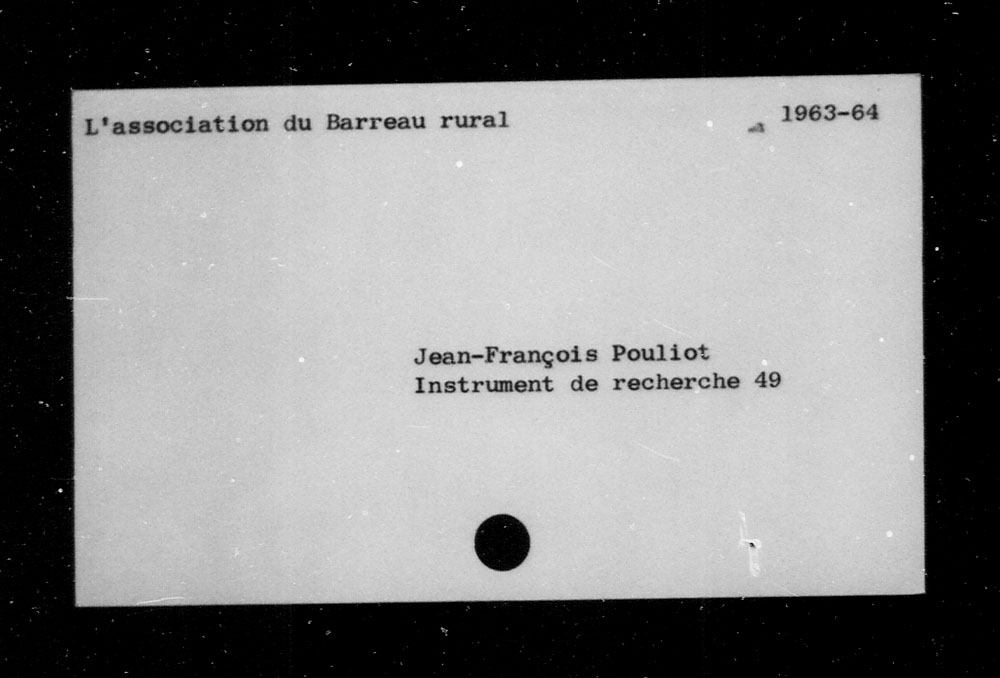 L'association du Barreau rural 1963-64
Jean-François Pouliot
Instrument de recherche 49